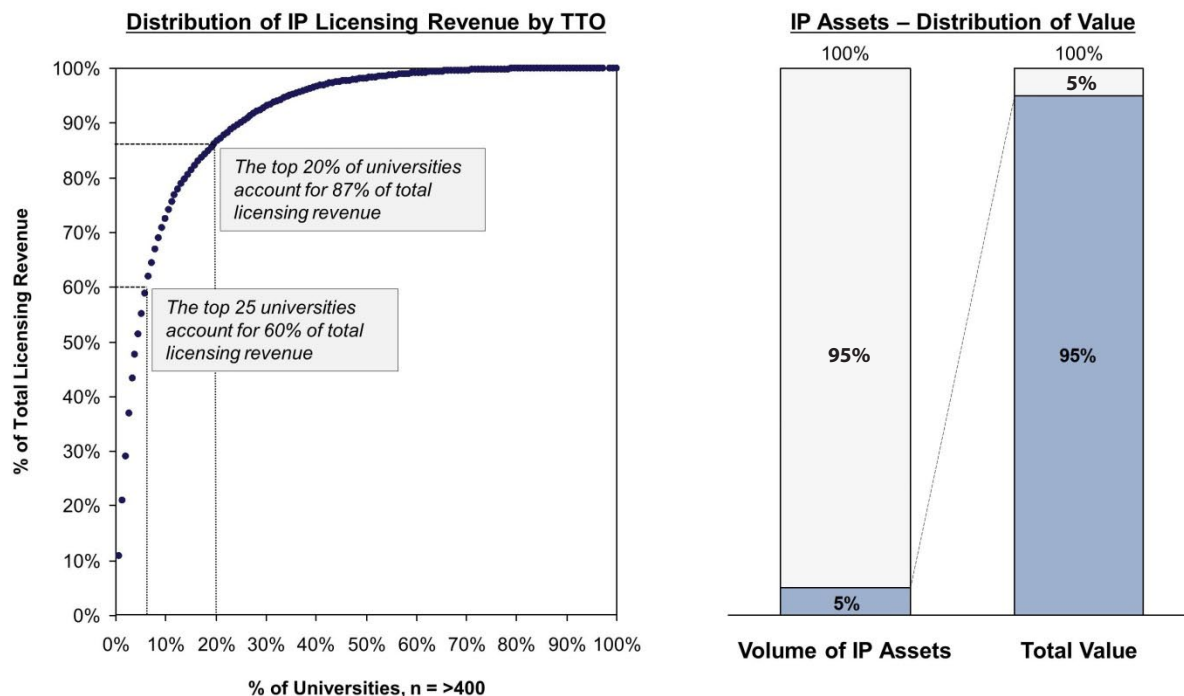 Distribution of IP Licensing Revenue by TTO
100%
90%
80%
70%
60%
50%
40%
30%
20%
10%
0%
% of Total Licensing Revenue
The top 20% of universities
account for 87% of total
licensing revenue
The top 25 universities
account for 60% of total
licensing revenue
0% 10% 20% 30% 40% 50% 60% 70% 80% 90% 100%
% of Universities, n = >400
IP Assets – Distribution of Value
100% 100%
5%
95% 95%
5%
Volume of IP Assets Total Value